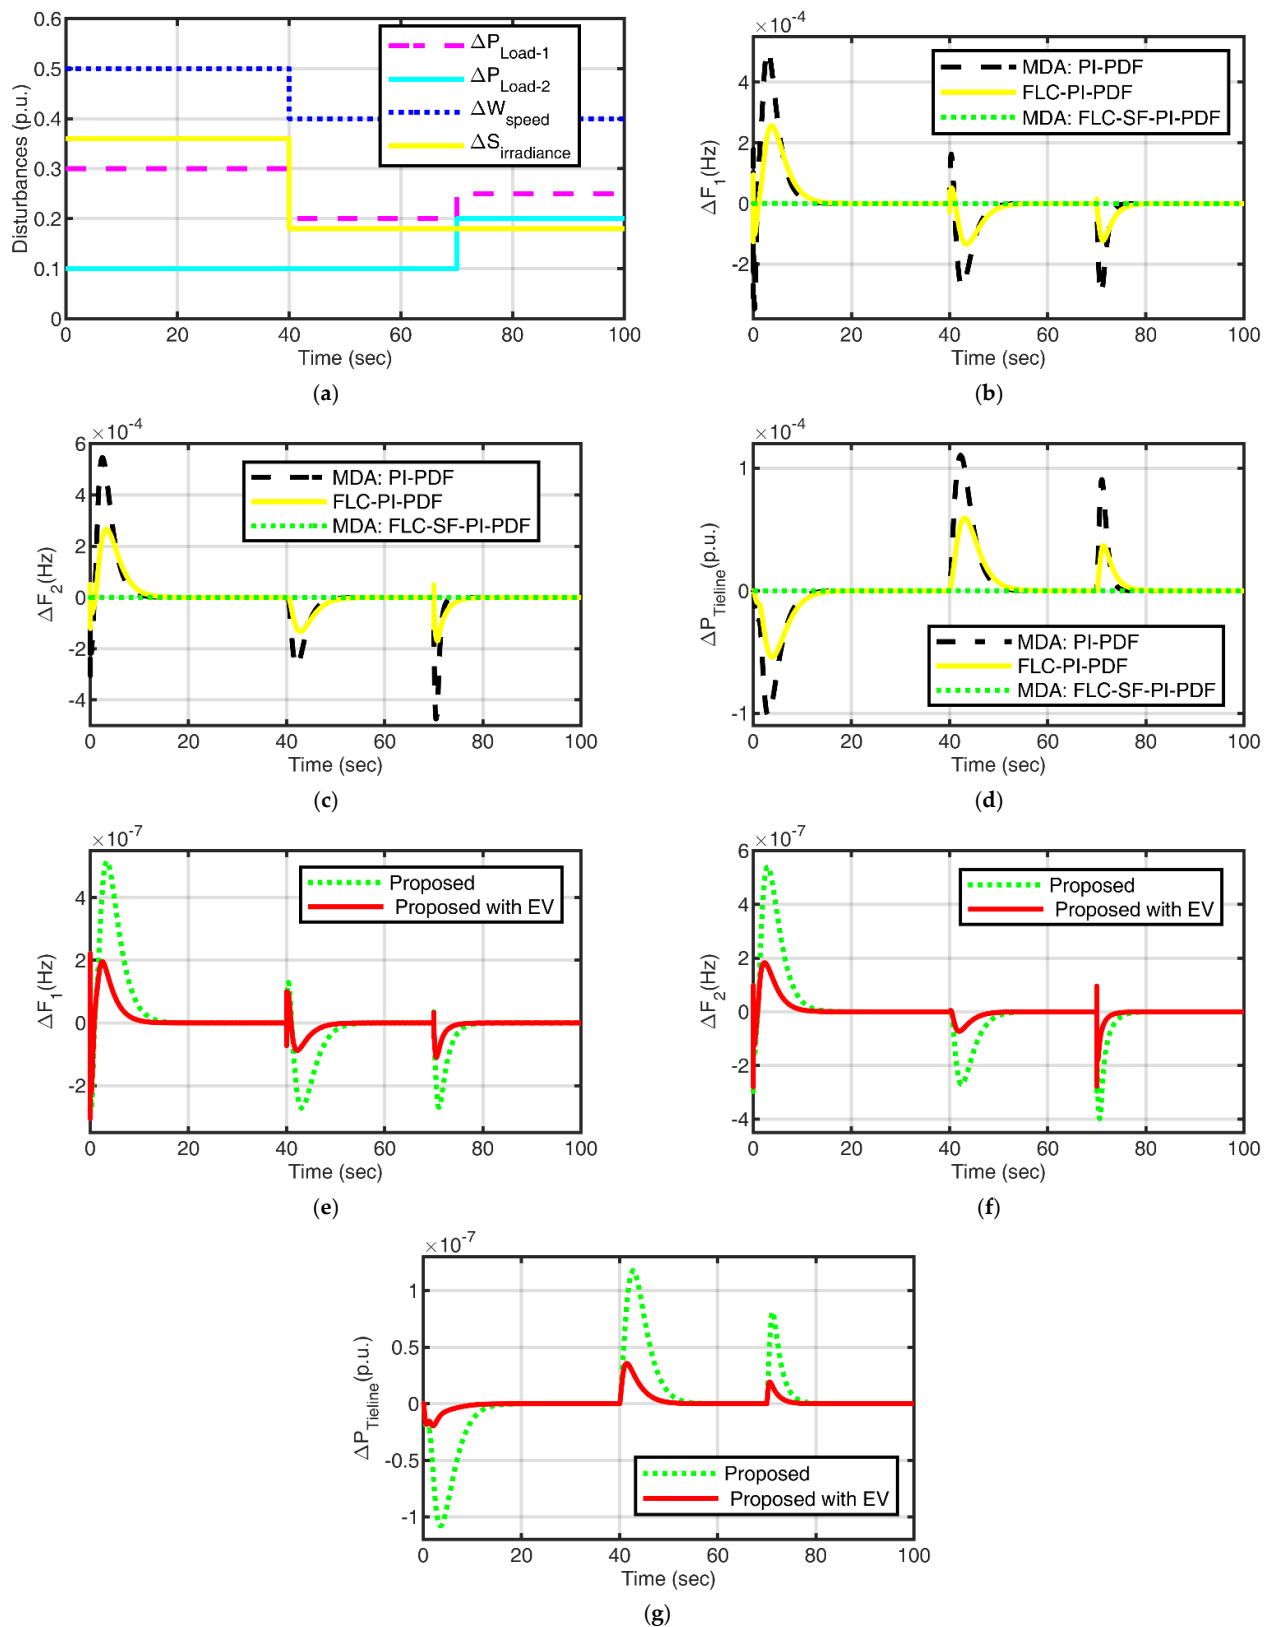 0.6
0.5
0.4
0.3
0.2
0.1
0
Disturbances (p.u.)
ΔP_Load-1
ΔP_Load-2
ΔW_speed
ΔS_irradiance
0 20 40 60 80 100
Time (sec)
(a)
×10^-4
4
2
0
-2
ΔF_1(Hz)
MDA: PI-PDF
FLC-PI-PDF
MDA: FLC-SF-PI-PDF
0 20 40 60 80 100
Time (sec)
(b)
×10^-4
6
4
2
0
-2
-4
ΔF_2(Hz)
MDA: PI-PDF
FLC-PI-PDF
MDA: FLC-SF-PI-PDF
0 20 40 60 80 100
Time (sec)
(c)
×10^-4
1
0
-1
ΔP_Tieline(p.u.)
MDA: PI-PDF
FLC-PI-PDF
MDA: FLC-SF-PI-PDF
0 20 40 60 80 100
Time (sec)
(d)
×10^-7
4
2
0
-2
ΔF_1(Hz)
Proposed
Proposed with EV
0 20 40 60 80 100
Time (sec)
(e)
×10^-7
6
4
2
0
-2
-4
ΔF_2(Hz)
Proposed
Proposed with EV
0 20 40 60 80 100
Time (sec)
(f)
×10^-7
1
0.5
0
-0.5
-1
ΔP_Tieline(p.u.)
Proposed
Proposed with EV
0 20 40 60 80 100
Time (sec)
(g)